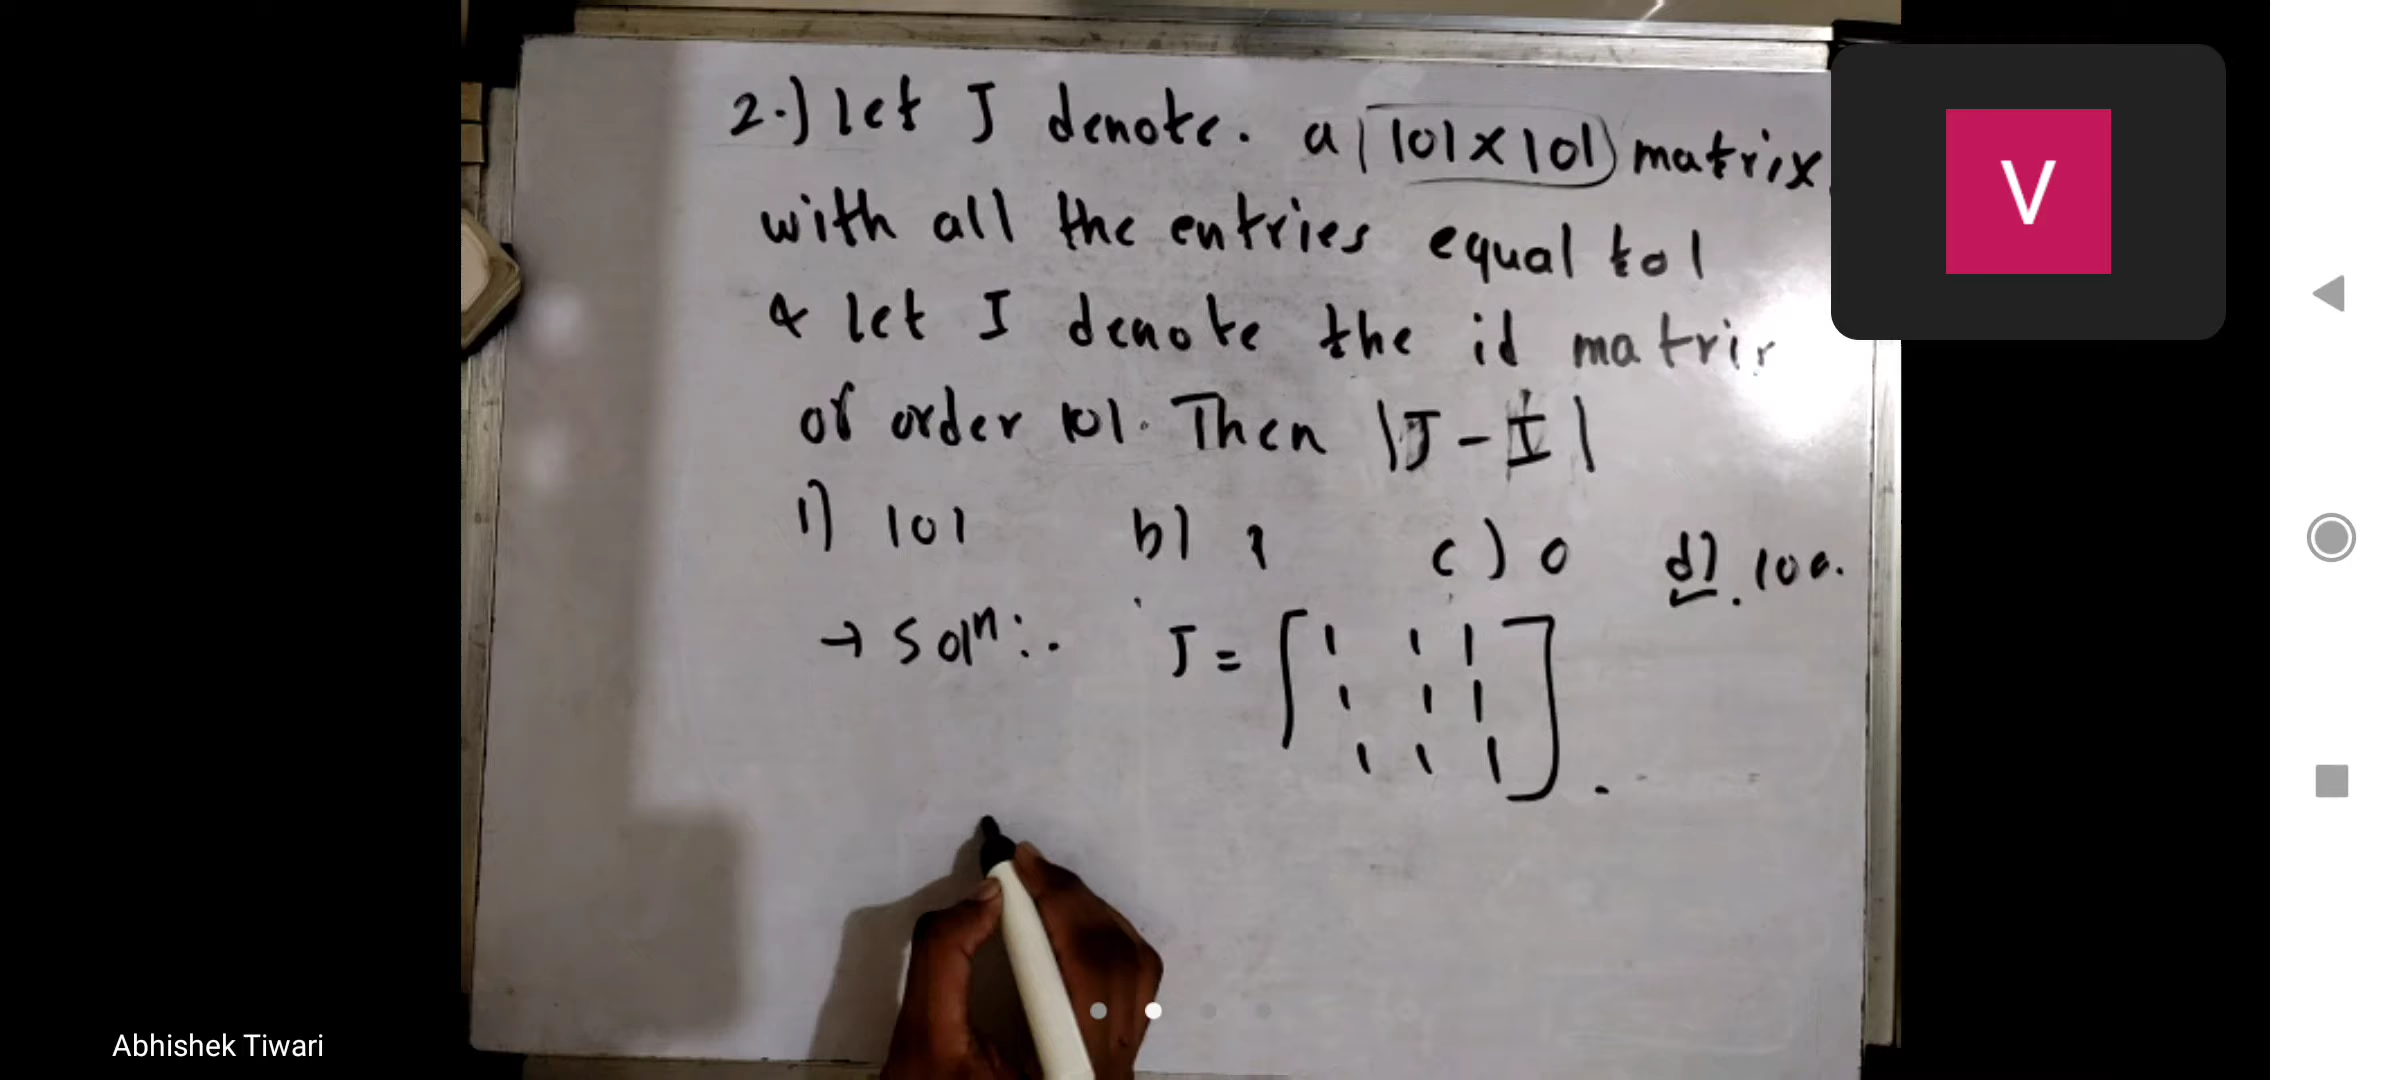 2.) let J denote. a 101×101 matrix
with all the entries equal to 1
& let I denote the id matrix
of order 101. Then |J - I|
1) 101 b) 1 c) 0 d) 100.
→ Solⁿ:. J = [1 1 1
1 1 1
1 1 1].
V
Abhishek Tiwari